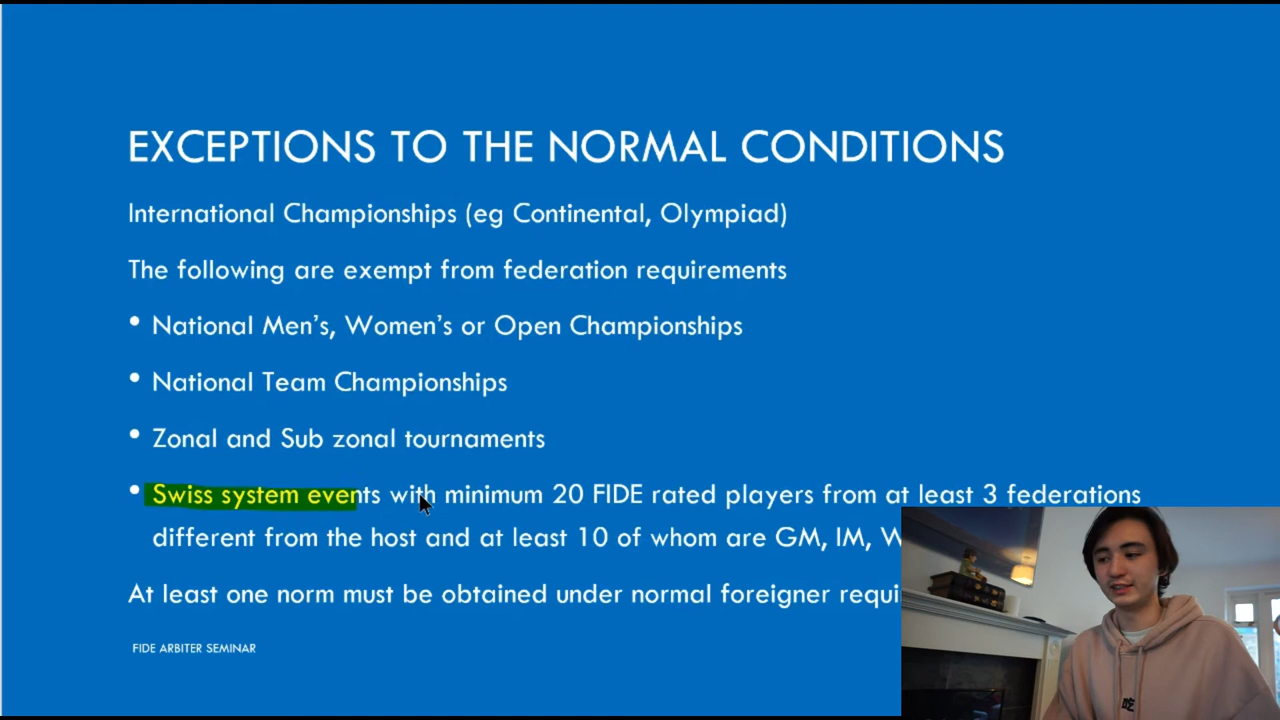 EXCEPTIONS TO THE NORMAL CONDITIONS
International Championships (eg Continental, Olympiad)
The following are exempt from federation requirements
• National Men's, Women's or Open Championships
• National Team Championships
• Zonal and Sub zonal tournaments
• Swiss system events with minimum 20 FIDE rated players from at least 3 federations
different from the host and at least 10 of whom are GM, IM,
At least one norm must be obtained under normal foreigner
FIDE ARBITER SEMINAR